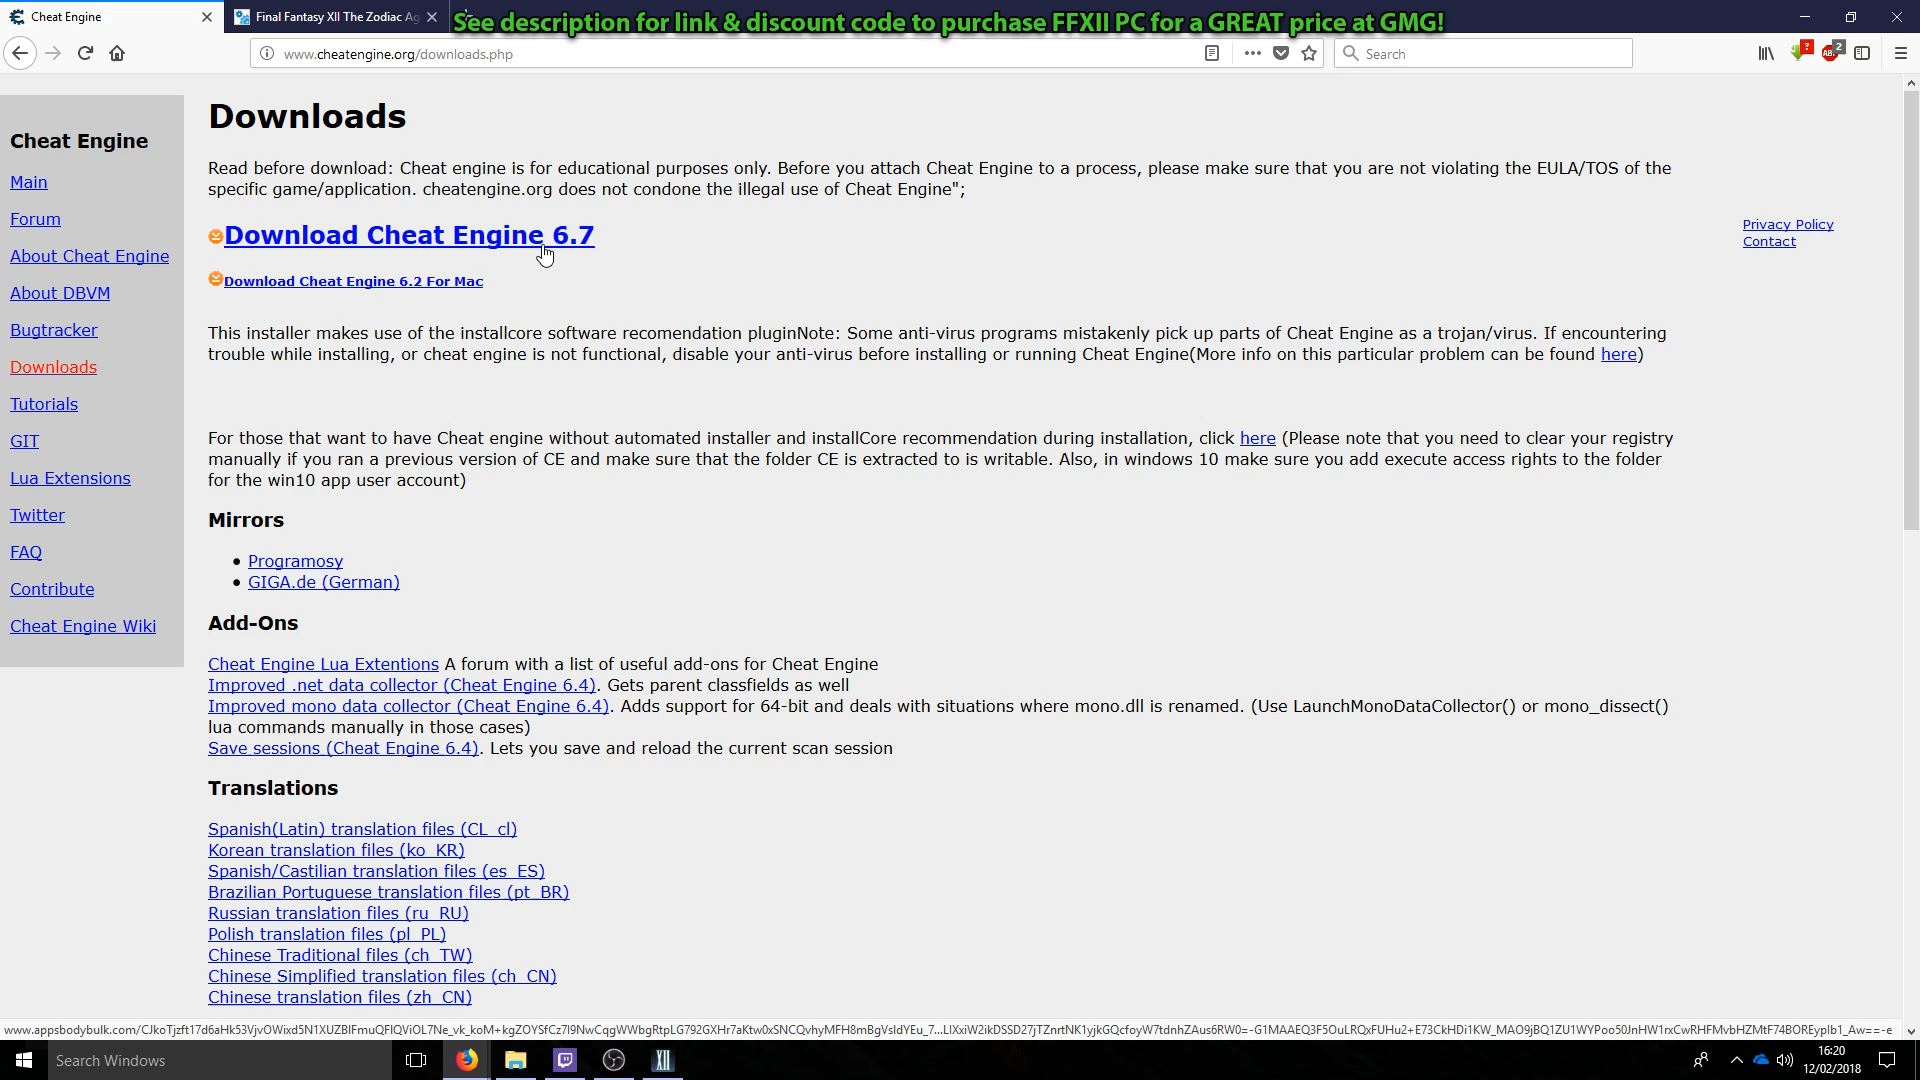 Cheat Engine
Final Fantasy XII The Zodiac Ag
See description for link & discount code to purchase FFXII PC for a GREAT price at GMG!
www.cheatengine.org/downloads.php
Search
2
Downloads
Cheat Engine
Main
Forum
About Cheat Engine
About DBVM
Bugtracker
Downloads
Tutorials
GIT
Lua Extensions
Twitter
FAQ
Contribute
Cheat Engine Wiki
Read before download: Cheat engine is for educational purposes only. Before you attach Cheat Engine to a process, please make sure that you are not violating the EULA/TOS of the
specific game/application. cheatengine.org does not condone the illegal use of Cheat Engine";
Download Cheat Engine 6.7
Download Cheat Engine 6.2 For Mac
Privacy Policy
Contact
This installer makes use of the installcore software recomendation pluginNote: Some anti-virus programs mistakenly pick up parts of Cheat Engine as a trojan/virus. If encountering
trouble while installing, or cheat engine is not functional, disable your anti-virus before installing or running Cheat Engine(More info on this particular problem can be found here)
For those that want to have Cheat engine without automated installer and installCore recommendation during installation, click here (Please note that you need to clear your registry
manually if you ran a previous version of CE and make sure that the folder CE is extracted to is writable. Also, in windows 10 make sure you add execute access rights to the folder
for the win10 app user account)
Mirrors
Programosy
GIGA.de (German)
Add-Ons
Cheat Engine Lua Extentions A forum with a list of useful add-ons for Cheat Engine
Improved .net data collector (Cheat Engine 6.4). Gets parent classfields as well
Improved mono data collector (Cheat Engine 6.4). Adds support for 64-bit and deals with situations where mono.dll is renamed. (Use LaunchMonoDataCollector() or mono_dissect()
lua commands manually in those cases)
Save sessions (Cheat Engine 6.4). Lets you save and reload the current scan session
Translations
Spanish(Latin) translation files (CL_cl)
Korean translation files (ko_KR)
Spanish/Castilian translation files (es_ES)
Brazilian Portuguese translation files (pt_BR)
Russian translation files (ru_RU)
Polish translation files (pl_PL)
Chinese Traditional files (ch_TW)
Chinese Simplified translation files (ch_CN)
Chinese translation files (zh_CN)
Search Windows
XII
16:20
12/02/2018